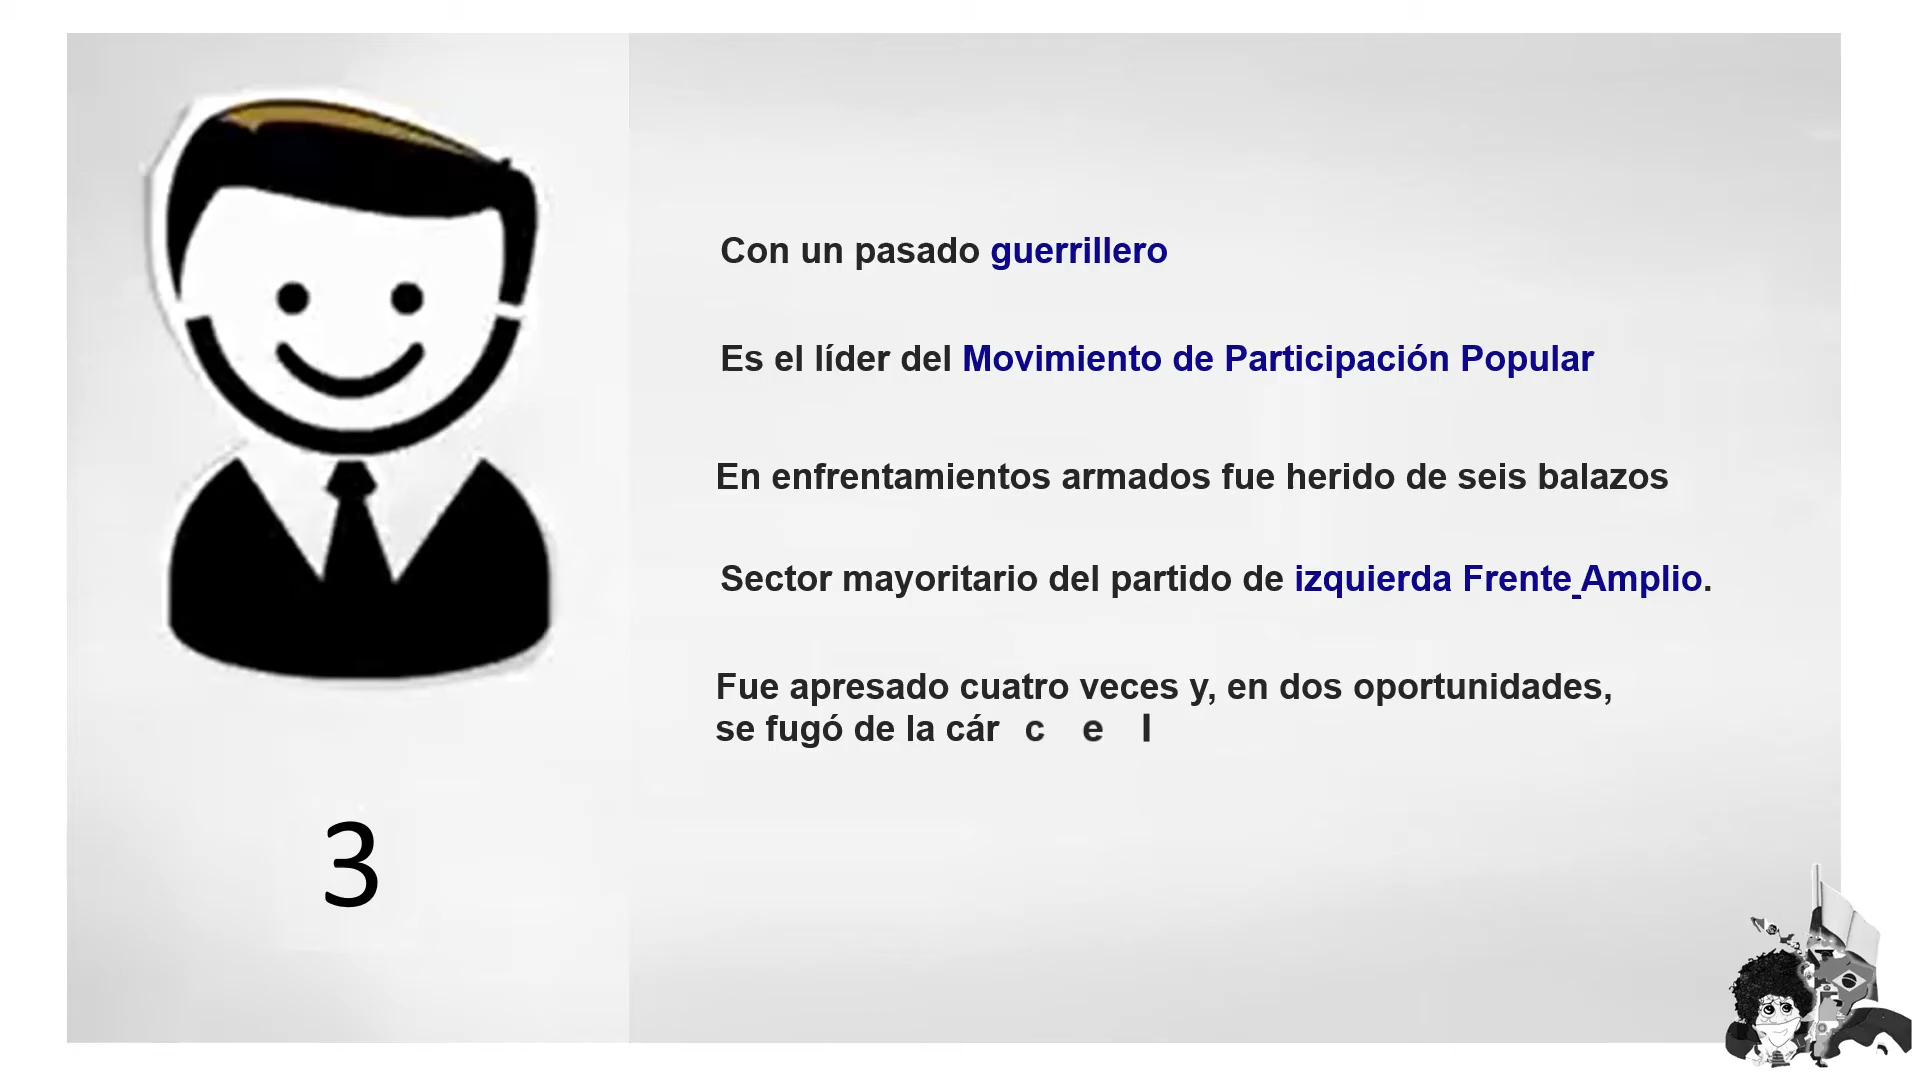 Con un pasado guerrillero
Es el líder del Movimiento de Participación Popular
En enfrentamientos armados fue herido de seis balazos
Sector mayoritario del partido de izquierda Frente Amplio.
Fue apresado cuatro veces y, en dos oportunidades,
se fugó de la cár c e l
3